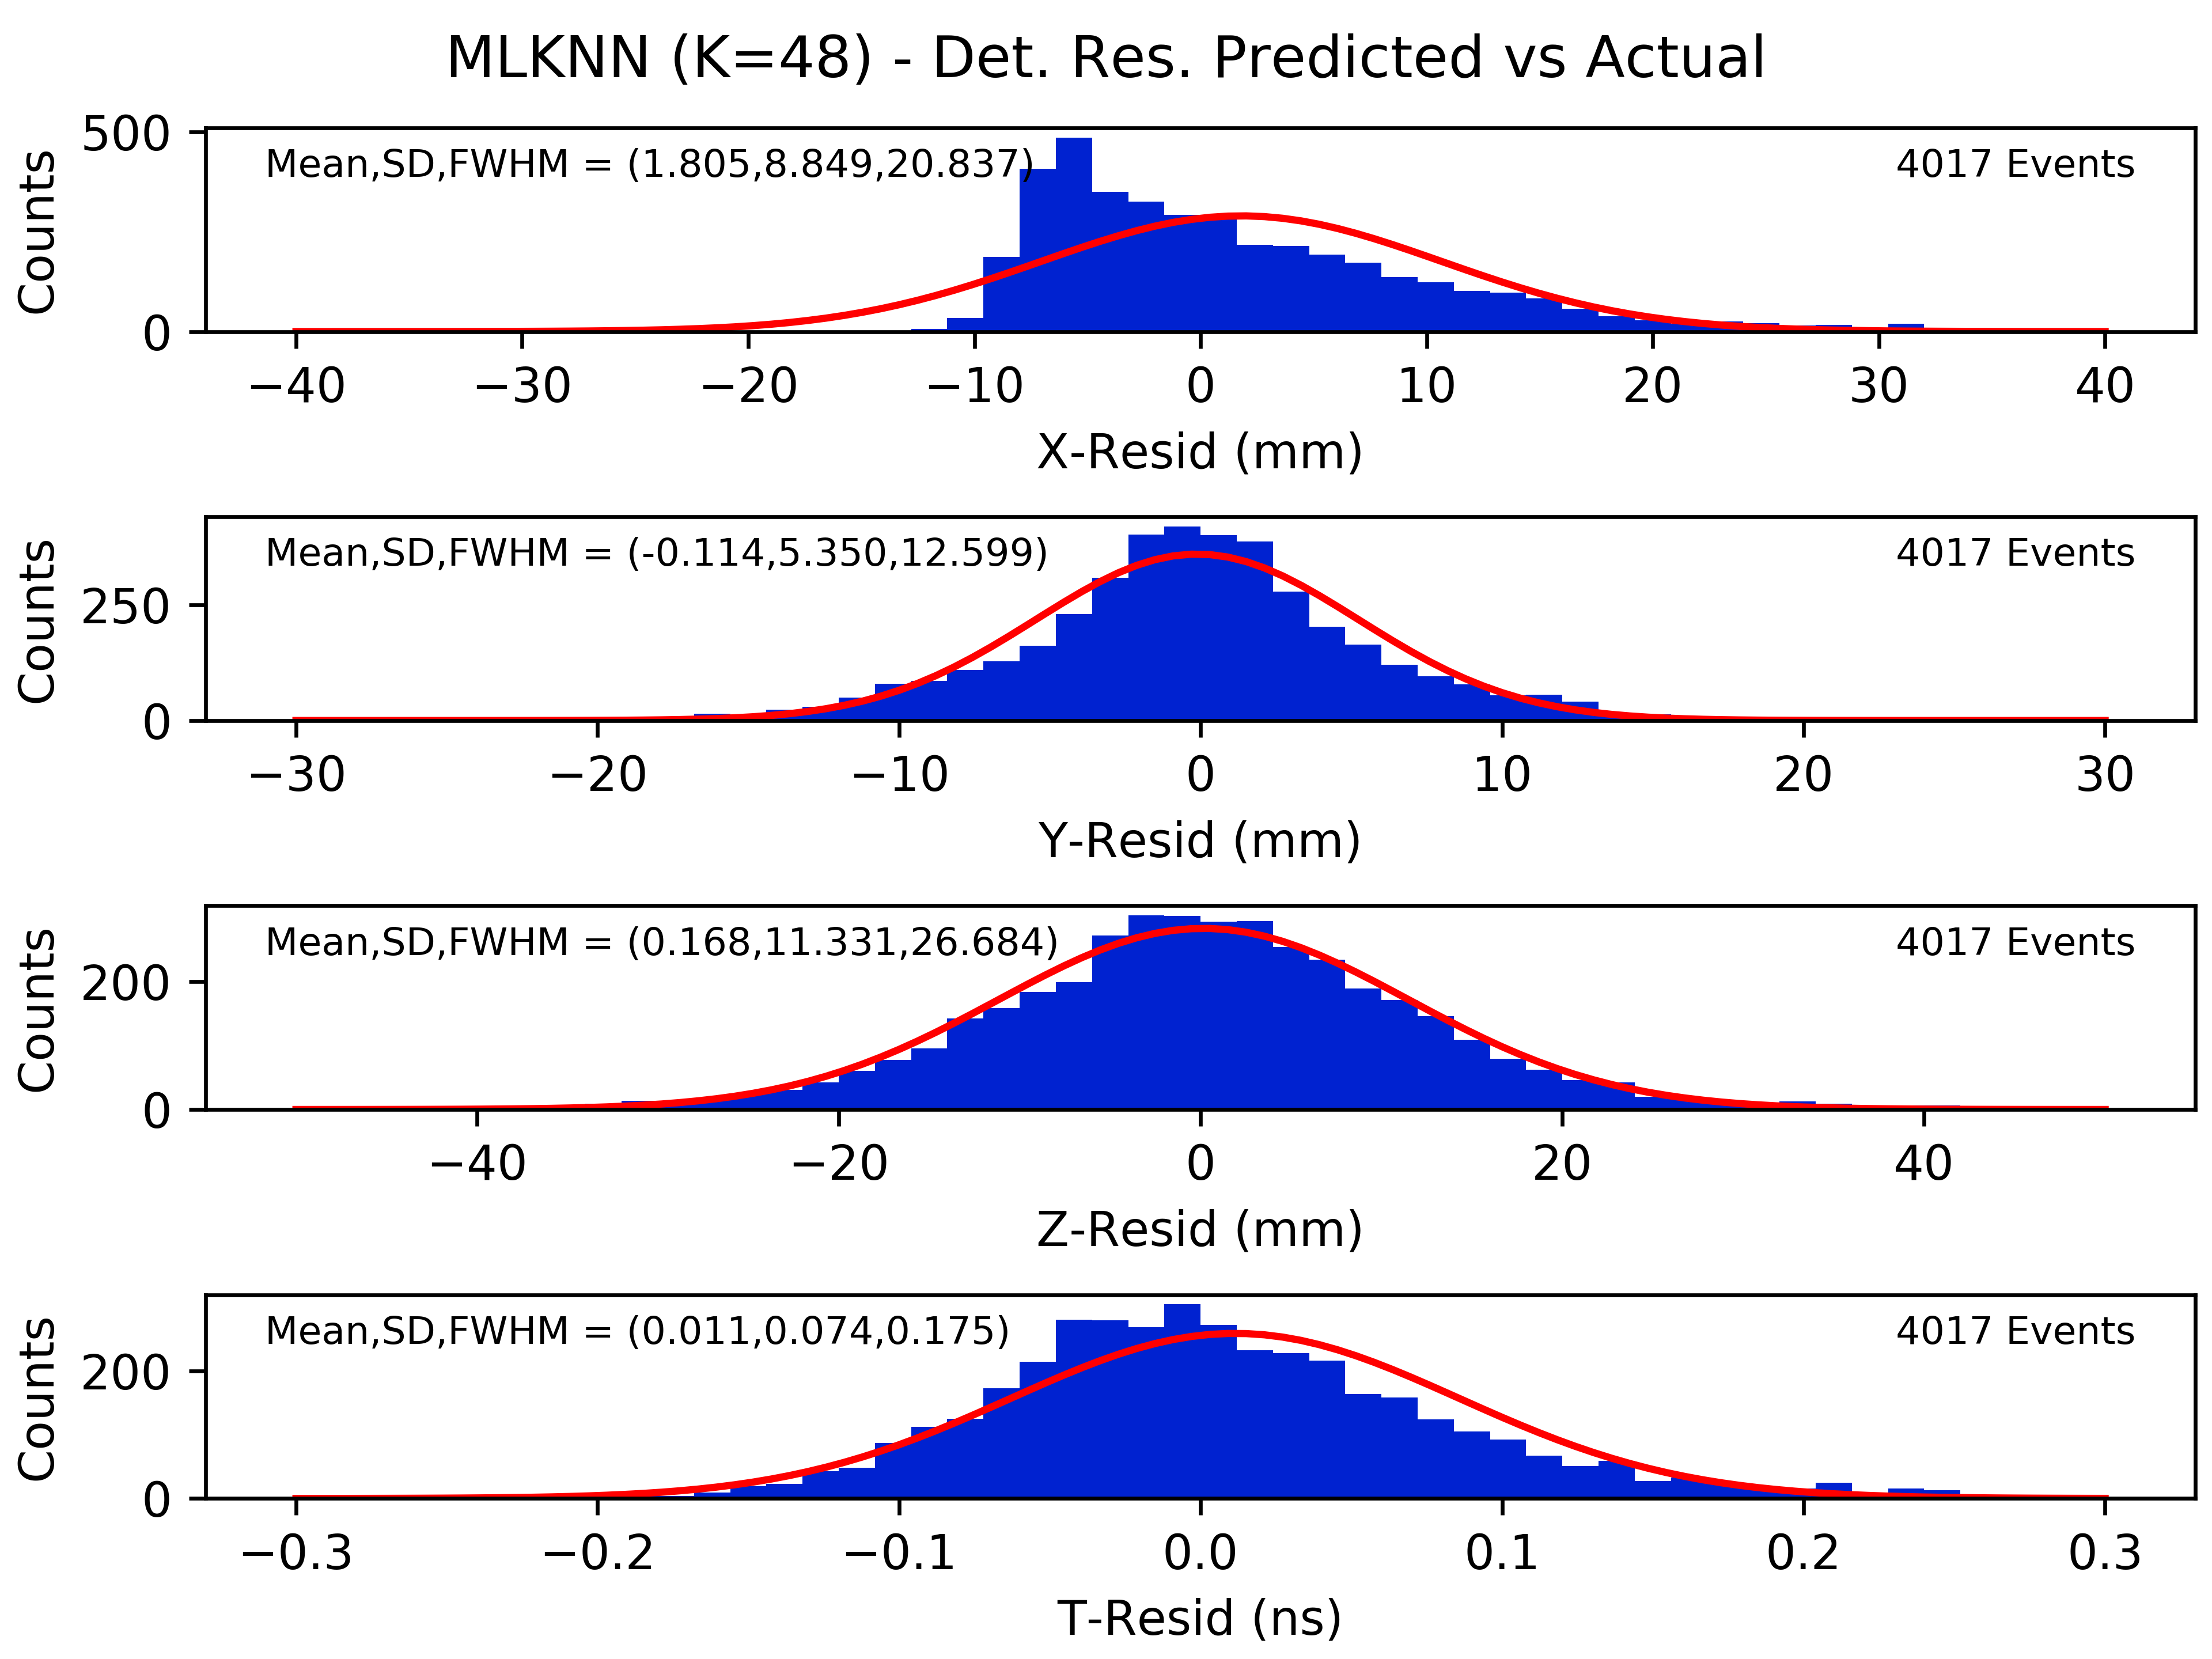 MLKNN (K=48) - Det. Res. Predicted vs Actual
500
0
Counts
Mean,SD,FWHM = (1.805,8.849,20.837)
4017 Events
−40 −30 −20 −10 0 10 20 30 40
X-Resid (mm)
250
0
Counts
Mean,SD,FWHM = (-0.114,5.350,12.599)
4017 Events
−30 −20 −10 0 10 20 30
Y-Resid (mm)
200
0
Counts
Mean,SD,FWHM = (0.168,11.331,26.684)
4017 Events
−40 −20 0 20 40
Z-Resid (mm)
200
0
Counts
Mean,SD,FWHM = (0.011,0.074,0.175)
4017 Events
−0.3 −0.2 −0.1 0.0 0.1 0.2 0.3
T-Resid (ns)